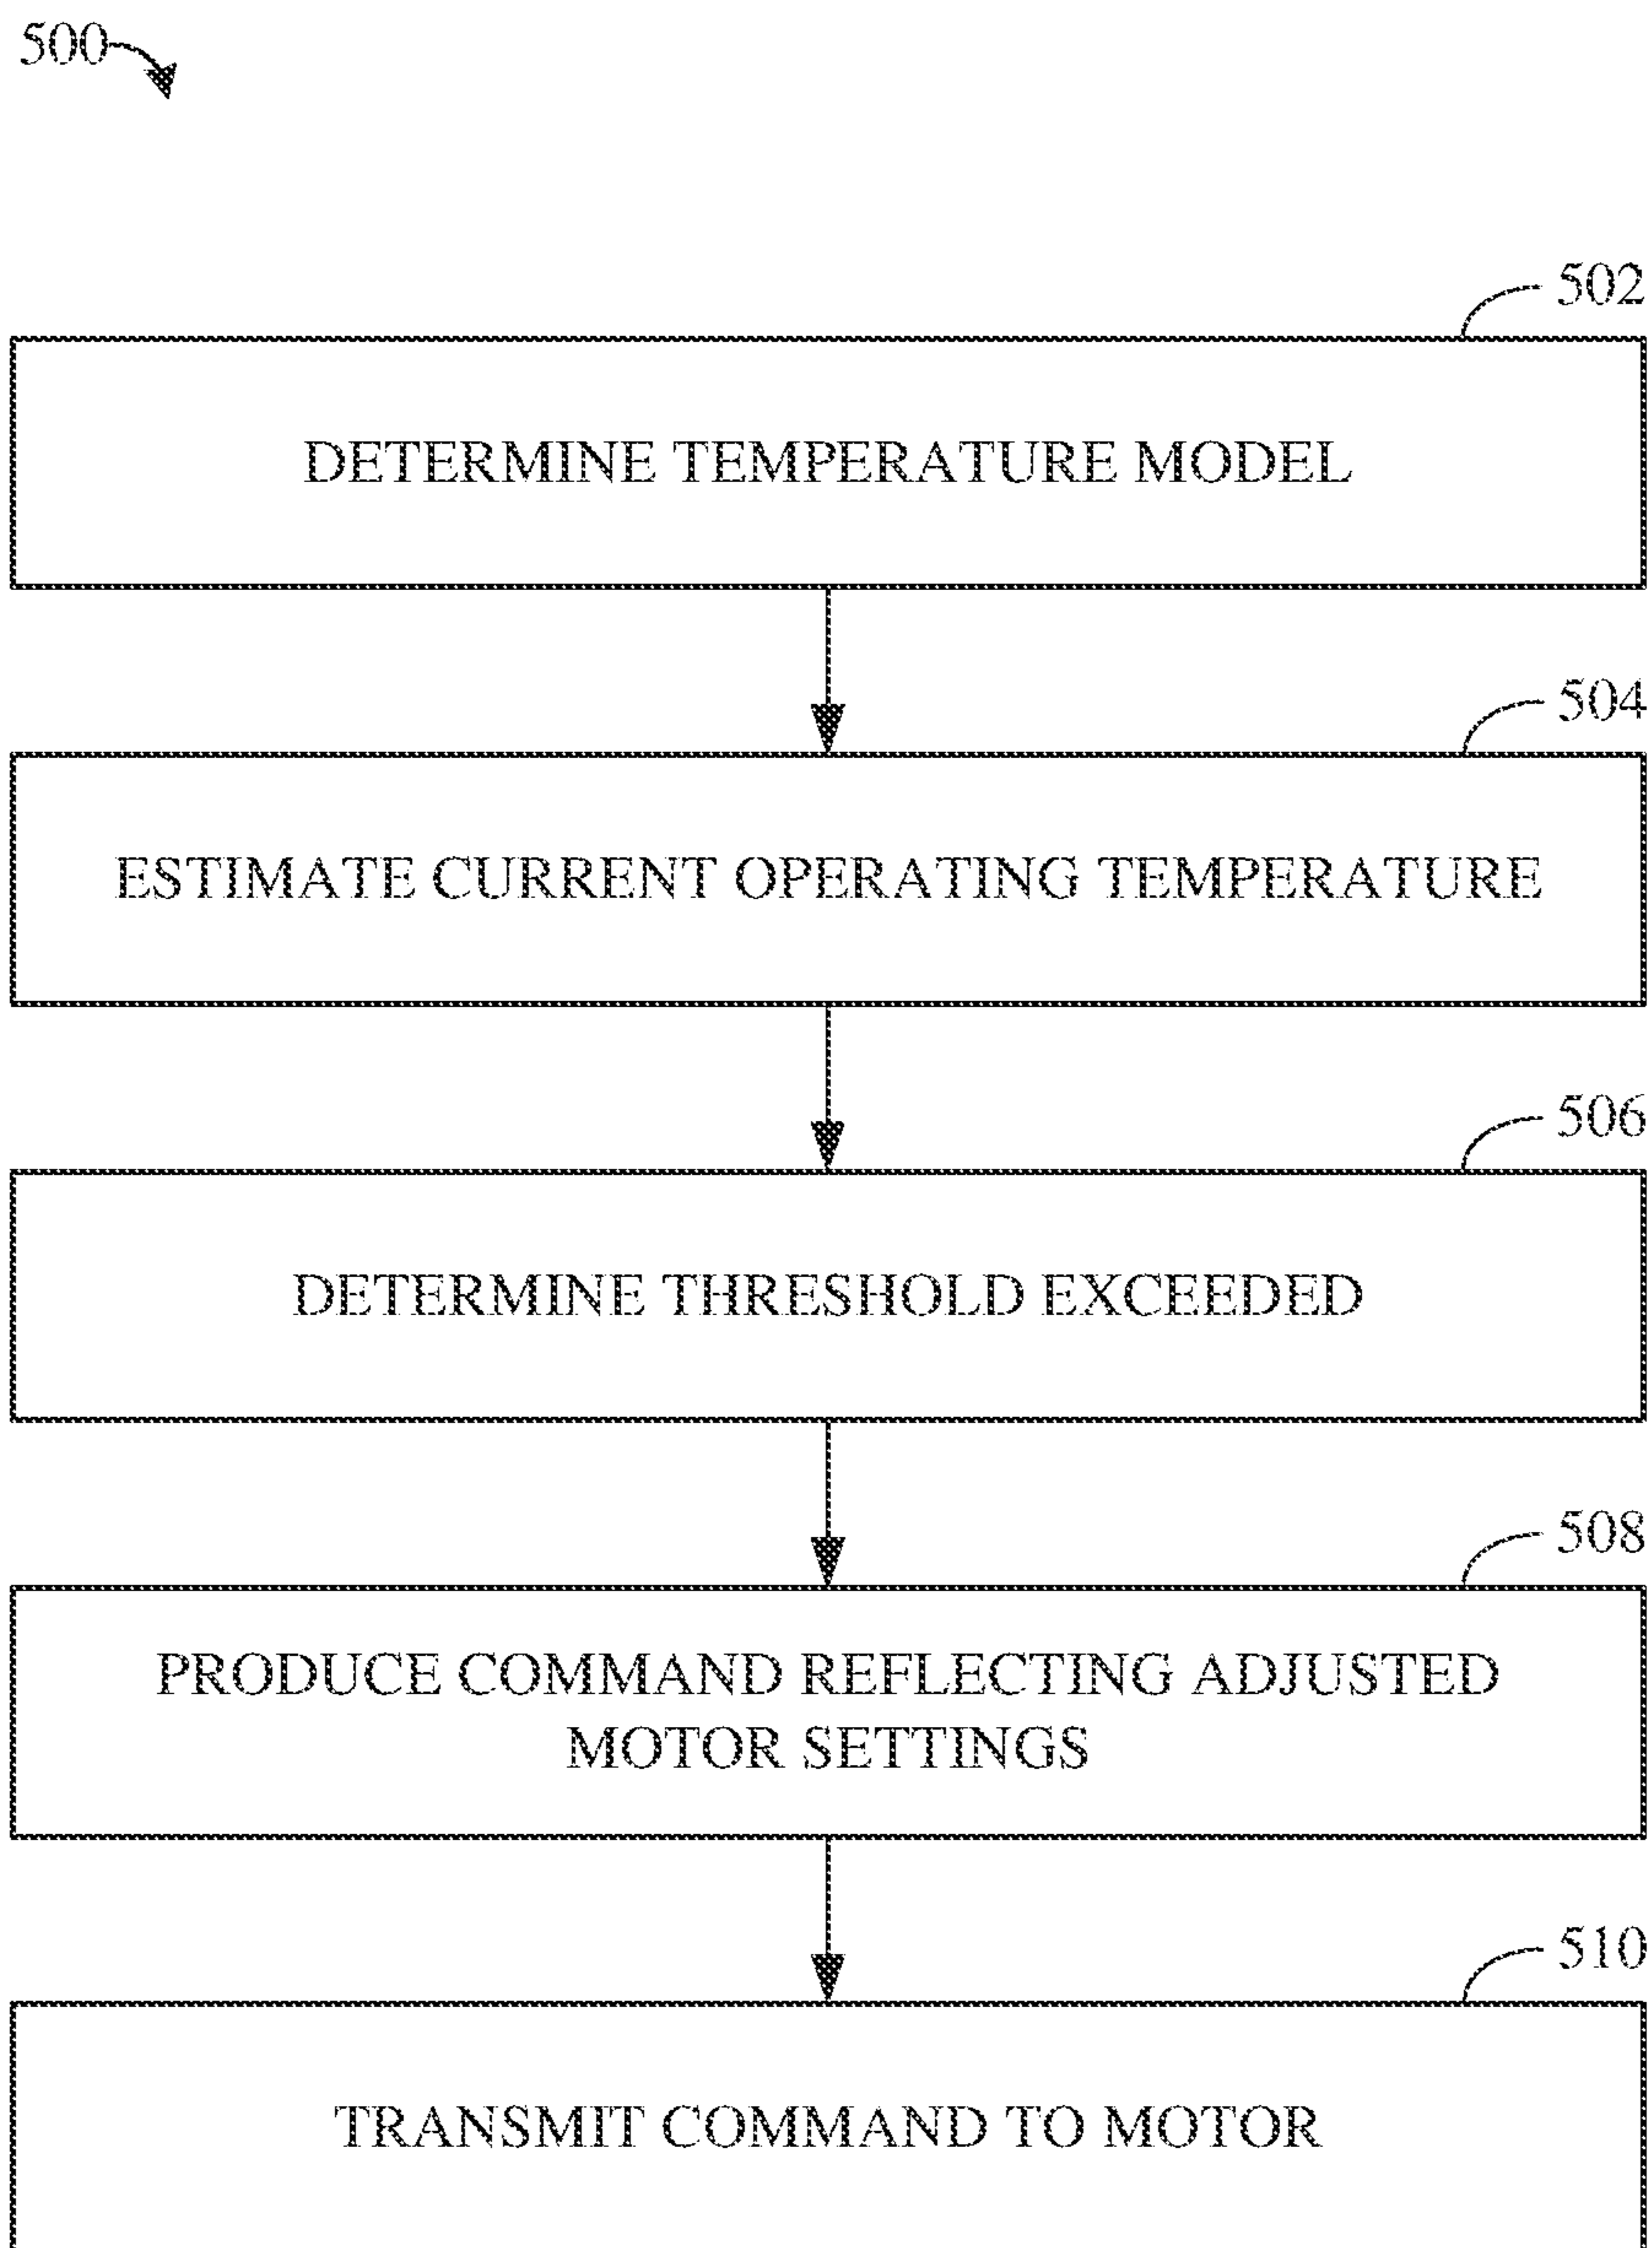 500
502
DETERMINE TEMPERATURE MODEL
504
ESTIMATE CURRENT OPERATING TEMPERATURE
506
DETERMINE THRESHOLD EXCEEDED
508
PRODUCE COMMAND REFLECTING ADJUSTED
MOTOR SETTINGS
510
TRANSMIT COMMAND TO MOTOR